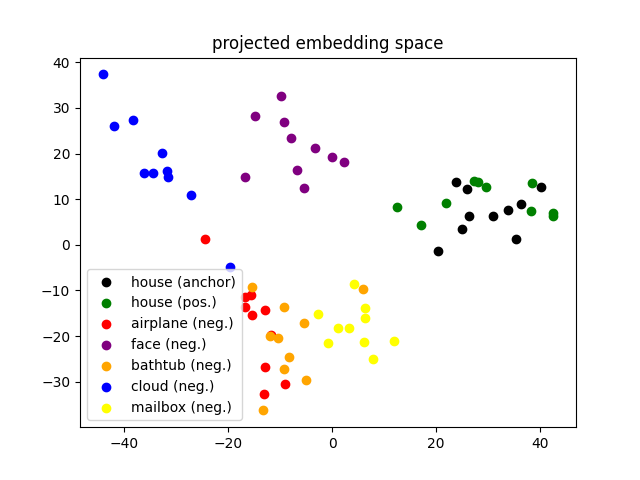 projected embedding space
40
30
20
10
0
−10
−20
−30
house (anchor)
house (pos.)
airplane (neg.)
face (neg.)
bathtub (neg.)
cloud (neg.)
mailbox (neg.)
−40 −20 0 20 40